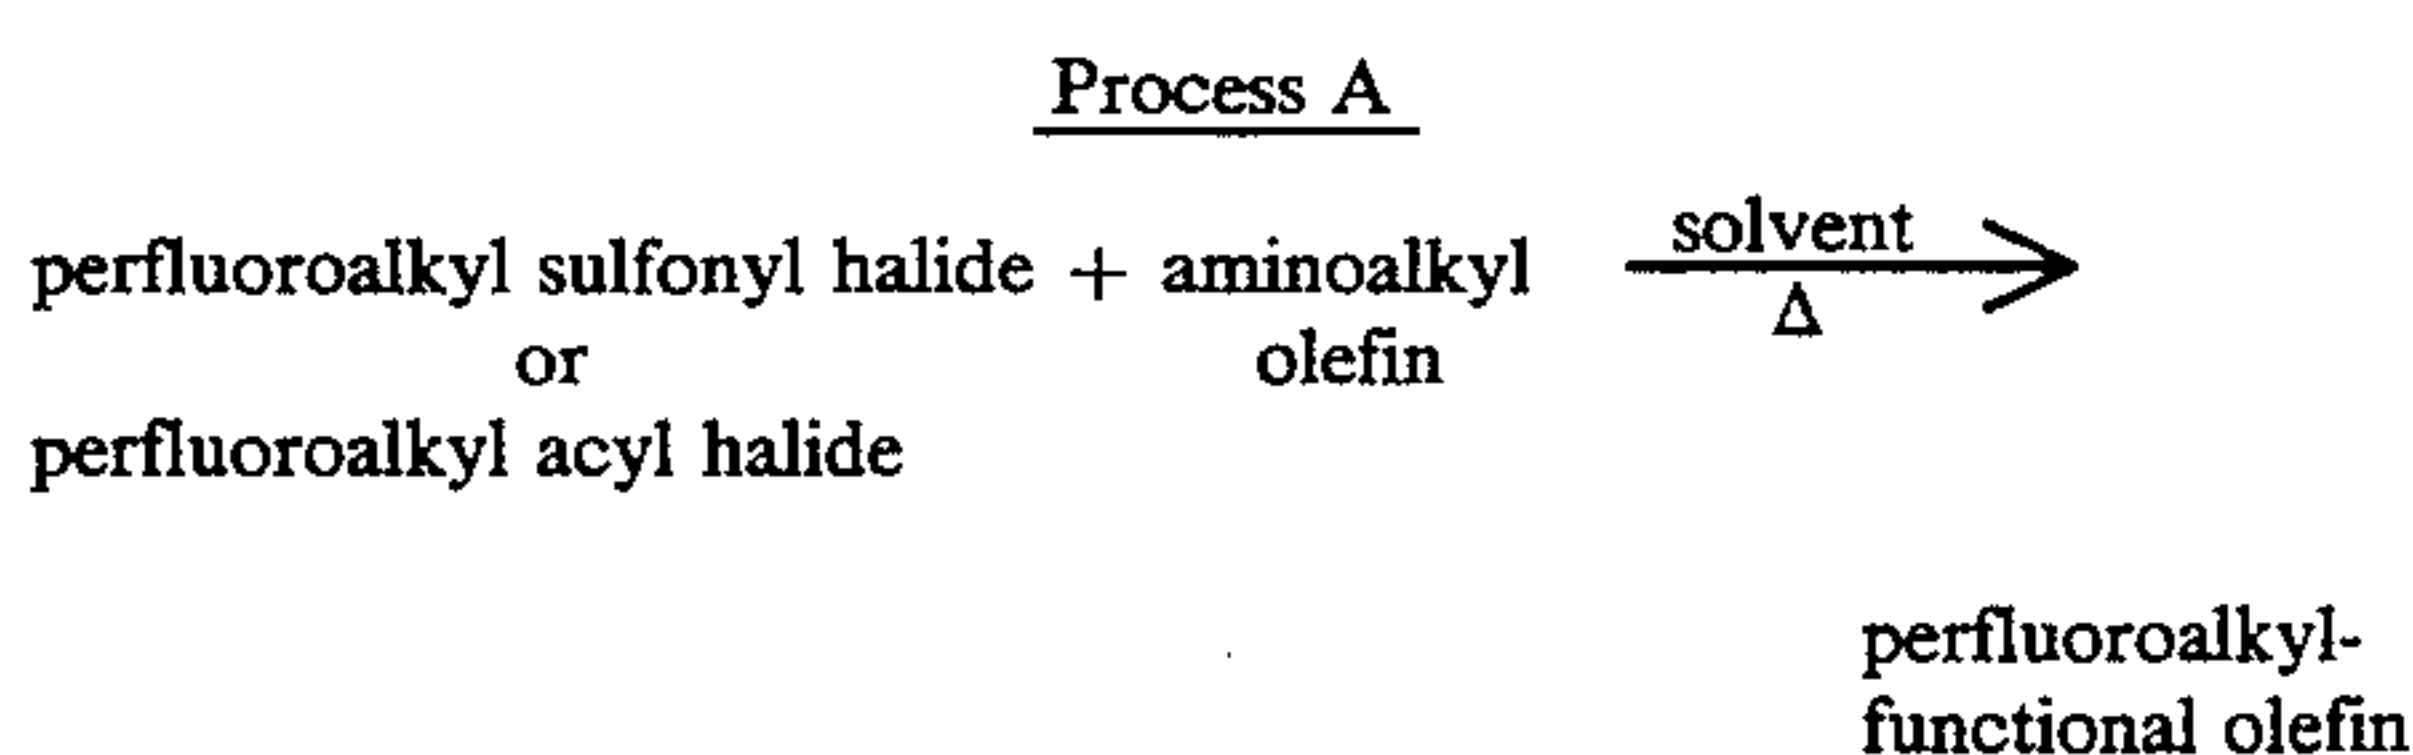 Process A
solvent
perfluoroalkyl sulfonyl halide + aminoalkyl
Δ
or olefin
perfluoroalkyl acyl halide
perfluoroalkyl-
functional olefin